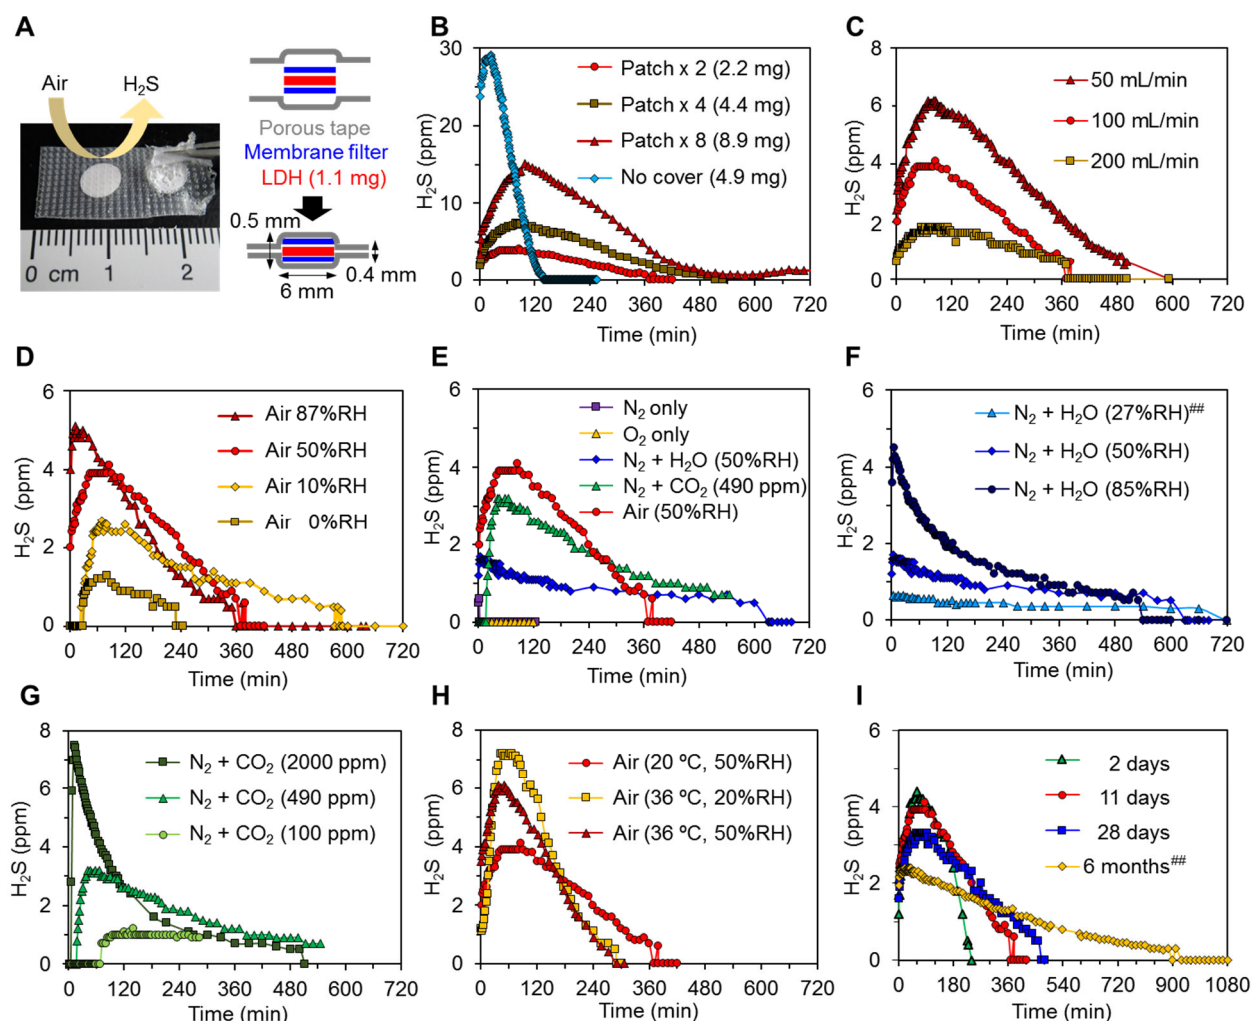 A
Air
H₂S
Porous tape
Membrane filter
LDH (1.1 mg)
0.5 mm
0.4 mm
6 mm
0 cm 1 2
B
H₂S (ppm)
30
20
10
0
Patch x 2 (2.2 mg)
Patch x 4 (4.4 mg)
Patch x 8 (8.9 mg)
No cover (4.9 mg)
0 120 240 360 480 600 720
Time (min)
C
H₂S (ppm)
8
6
4
2
0
50 mL/min
100 mL/min
200 mL/min
0 120 240 360 480 600 720
Time (min)
D
H₂S (ppm)
6
4
2
0
Air 87%RH
Air 50%RH
Air 10%RH
Air 0%RH
0 120 240 360 480 600 720
Time (min)
E
H₂S (ppm)
6
4
2
0
N₂ only
O₂ only
N₂ + H₂O (50%RH)
N₂ + CO₂ (490 ppm)
Air (50%RH)
0 120 240 360 480 600 720
Time (min)
F
H₂S (ppm)
6
4
2
0
N₂ + H₂O (27%RH)##
N₂ + H₂O (50%RH)
N₂ + H₂O (85%RH)
0 120 240 360 480 600 720
Time (min)
G
H₂S (ppm)
8
6
4
2
0
N₂ + CO₂ (2000 ppm)
N₂ + CO₂ (490 ppm)
N₂ + CO₂ (100 ppm)
0 120 240 360 480 600 720
Time (min)
H
H₂S (ppm)
8
6
4
2
0
Air (20 ºC, 50%RH)
Air (36 ºC, 20%RH)
Air (36 ºC, 50%RH)
0 120 240 360 480 600 720
Time (min)
I
H₂S (ppm)
6
4
2
0
2 days
11 days
28 days
6 months##
0 180 360 540 720 900 1080
Time (min)